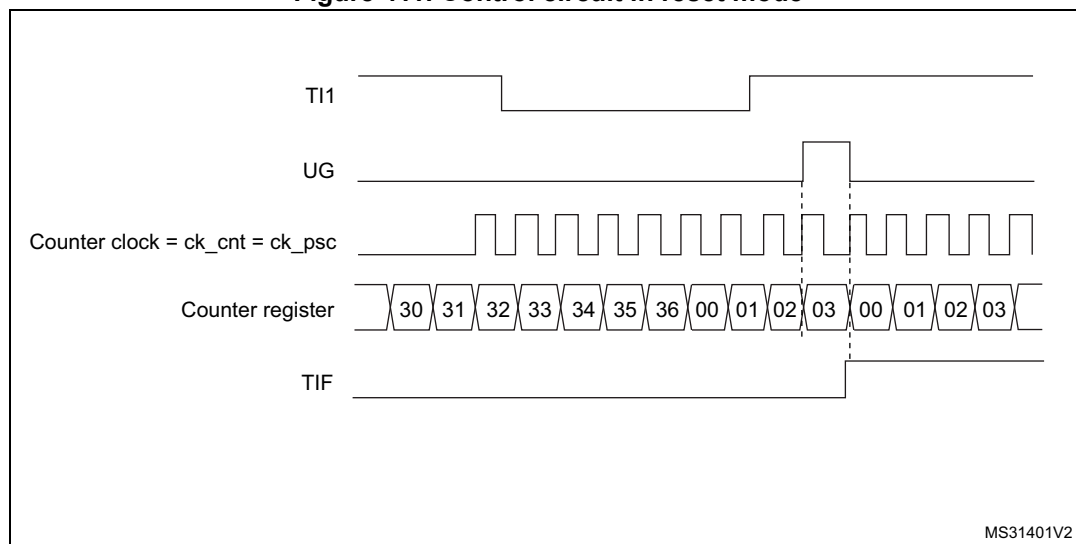 TI1
UG
Counter clock = ck_cnt = ck_psc
Counter register 30 31 32 33 34 35 36 00 01 02 03 00 01 02 03
TIF
MS31401V2